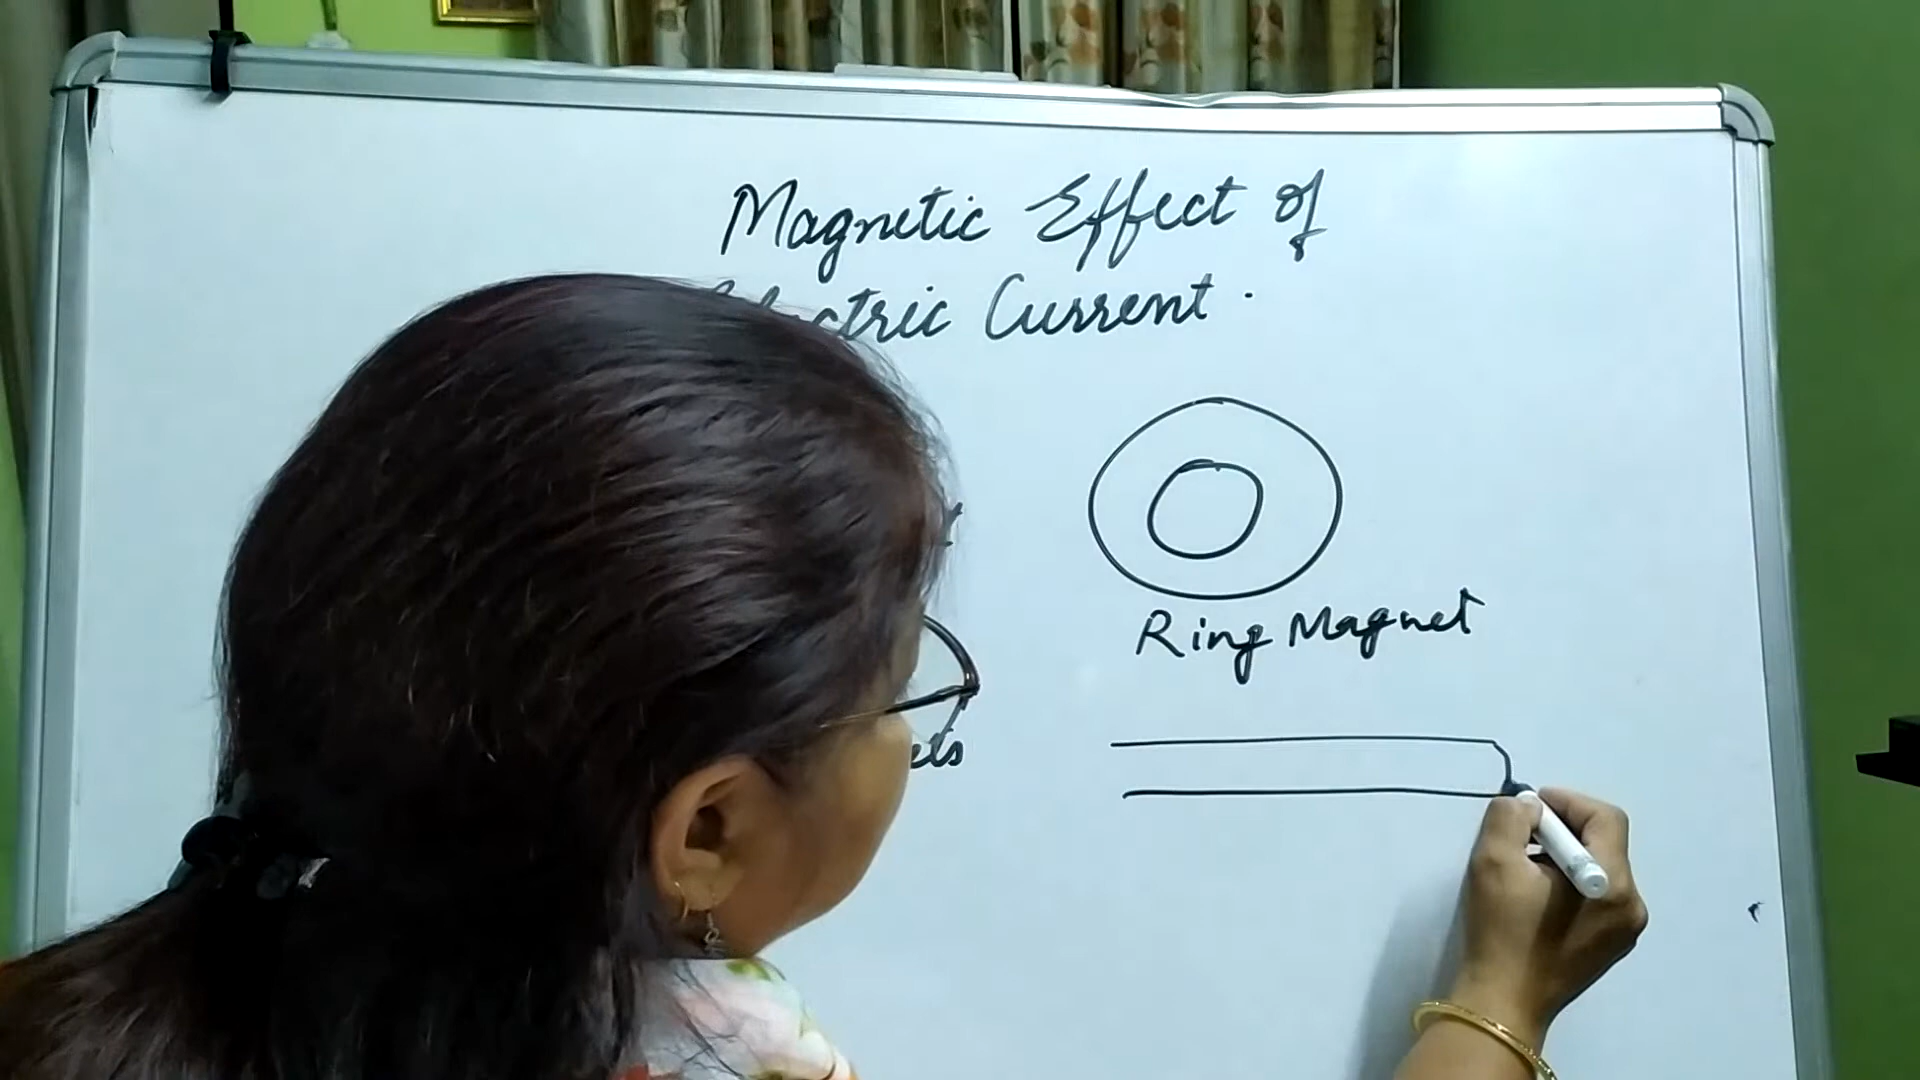 Magnetic Effect of
Current .
Ring Magnet